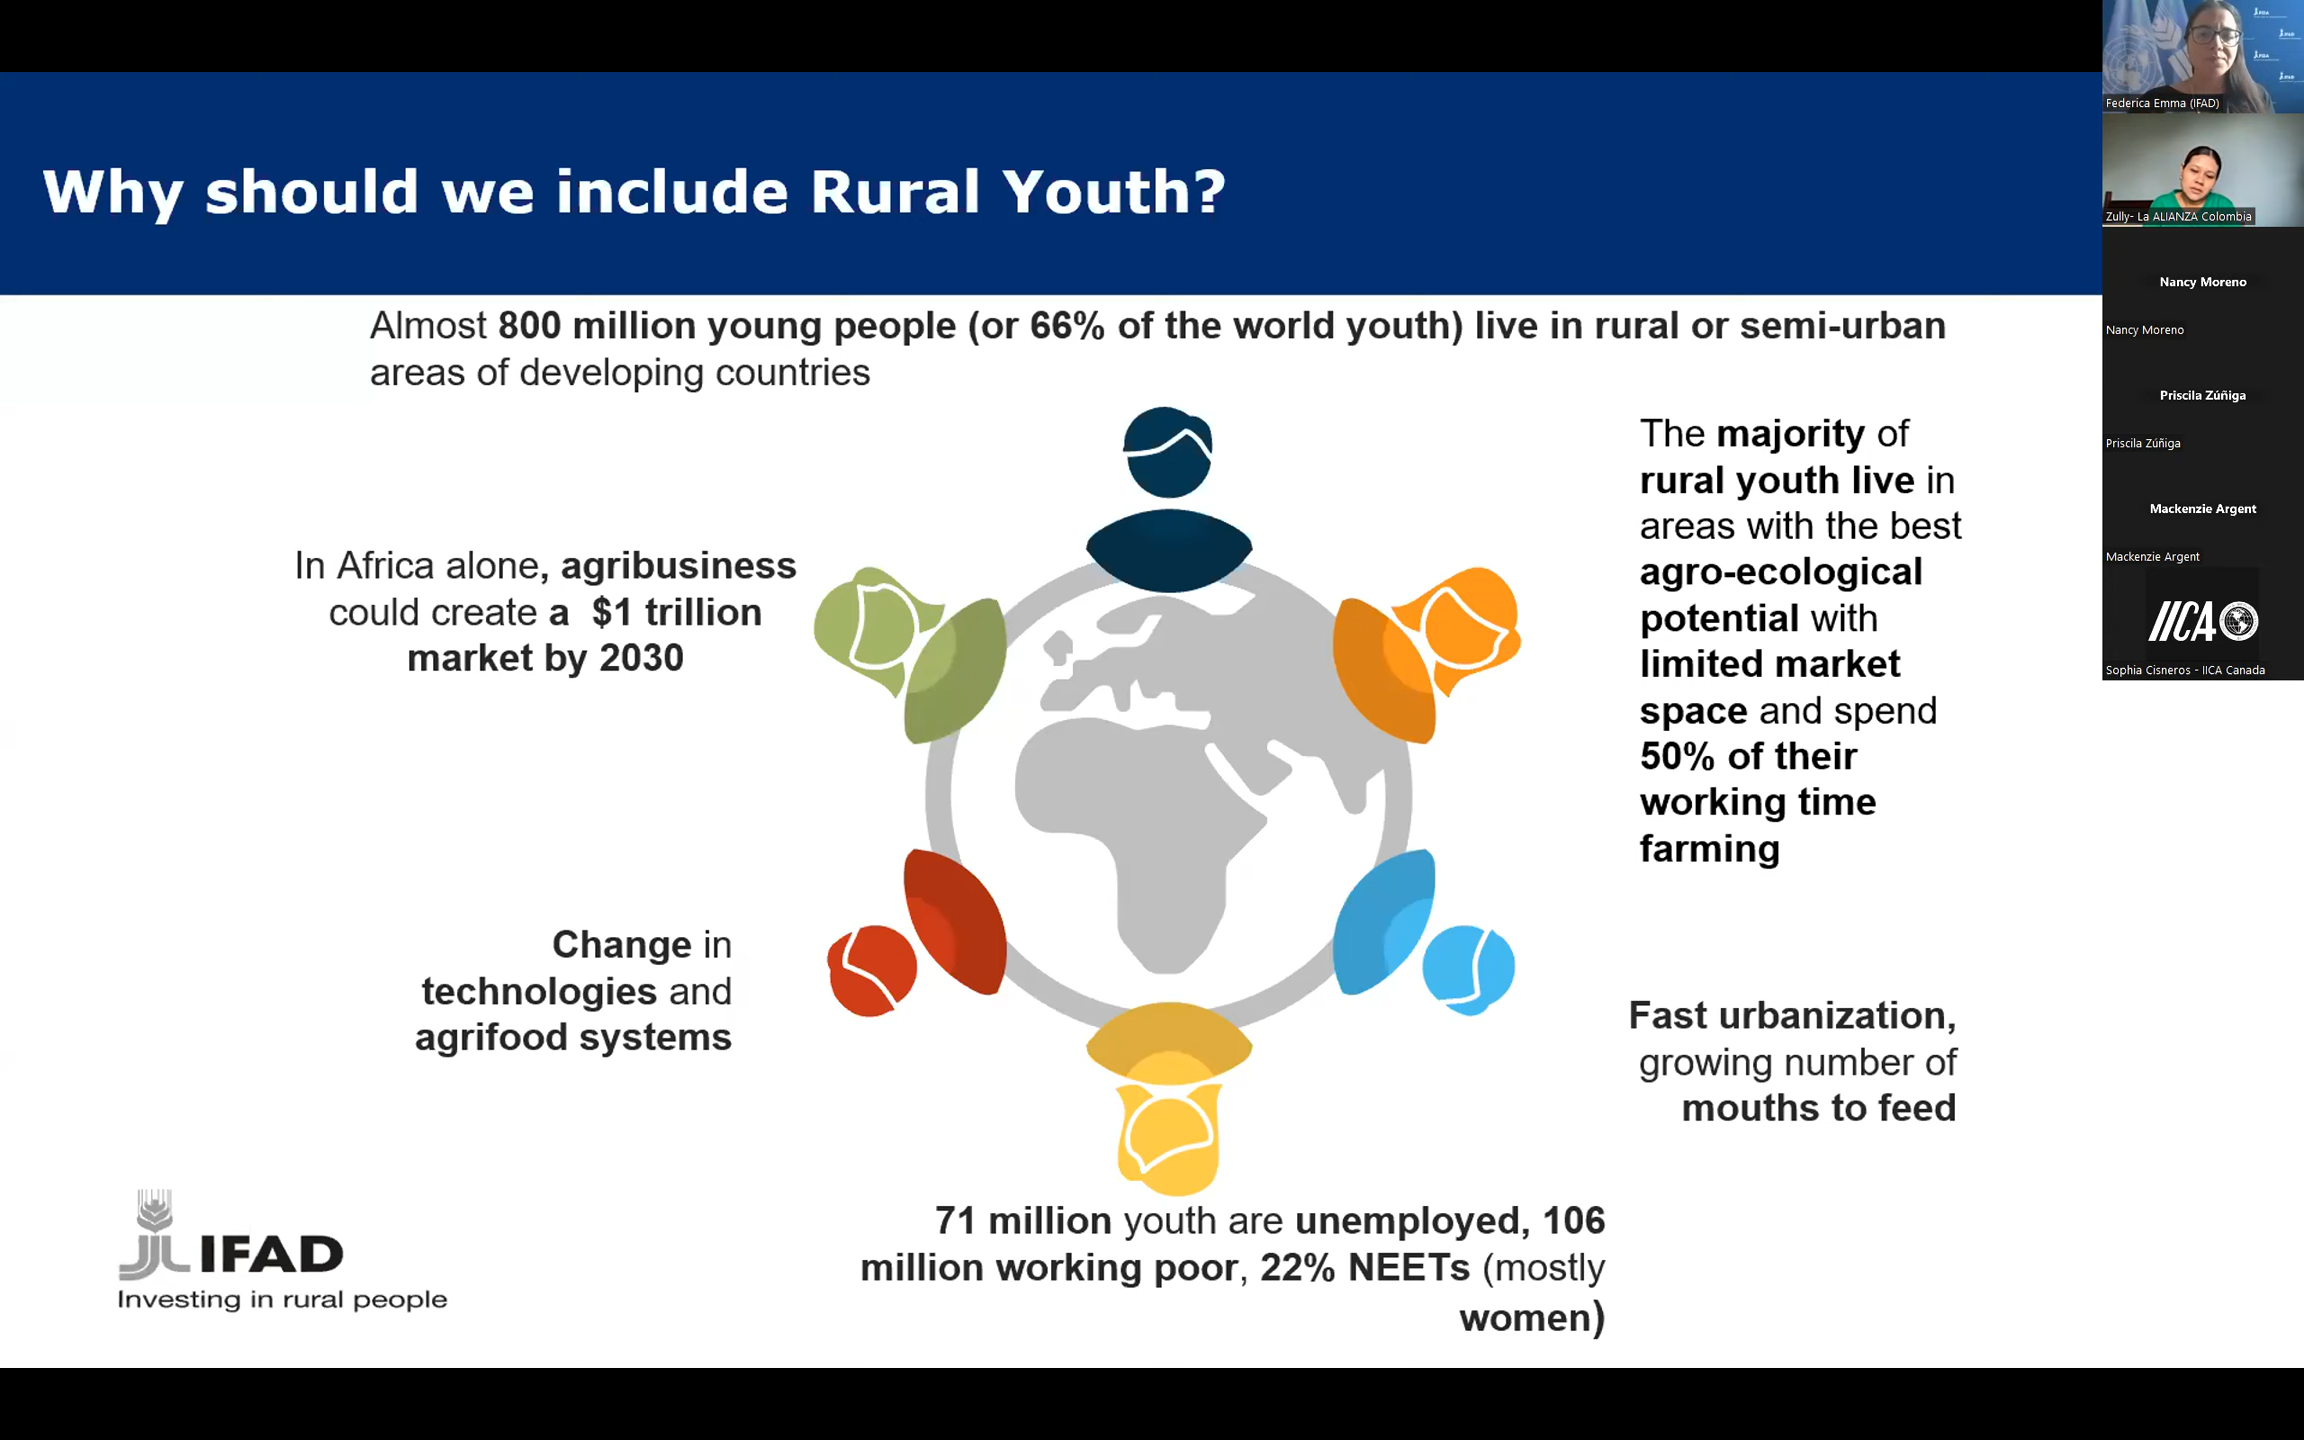 Why should we include Rural Youth?
Almost 800 million young people (or 66% of the world youth) live in rural or semi-urban
areas of developing countries
In Africa alone, agribusiness
could create a $1 trillion
market by 2030
The majority of
rural youth live in
areas with the best
agro-ecological
potential with
limited market
space and spend
50% of their
working time
farming
Change in
technologies and
agrifood systems
Fast urbanization,
growing number of
mouths to feed
71 million youth are unemployed, 106
million working poor, 22% NEETs (mostly
women)
IFAD
Investing in rural people
Federica Emma (IFAD)
Zully- La ALIANZA Colombia
Nancy Moreno
Nancy Moreno
Priscila Zúñiga
Priscila Zúñiga
Mackenzie Argent
Mackenzie Argent
IICA
Sophia Cisneros - IICA Canada